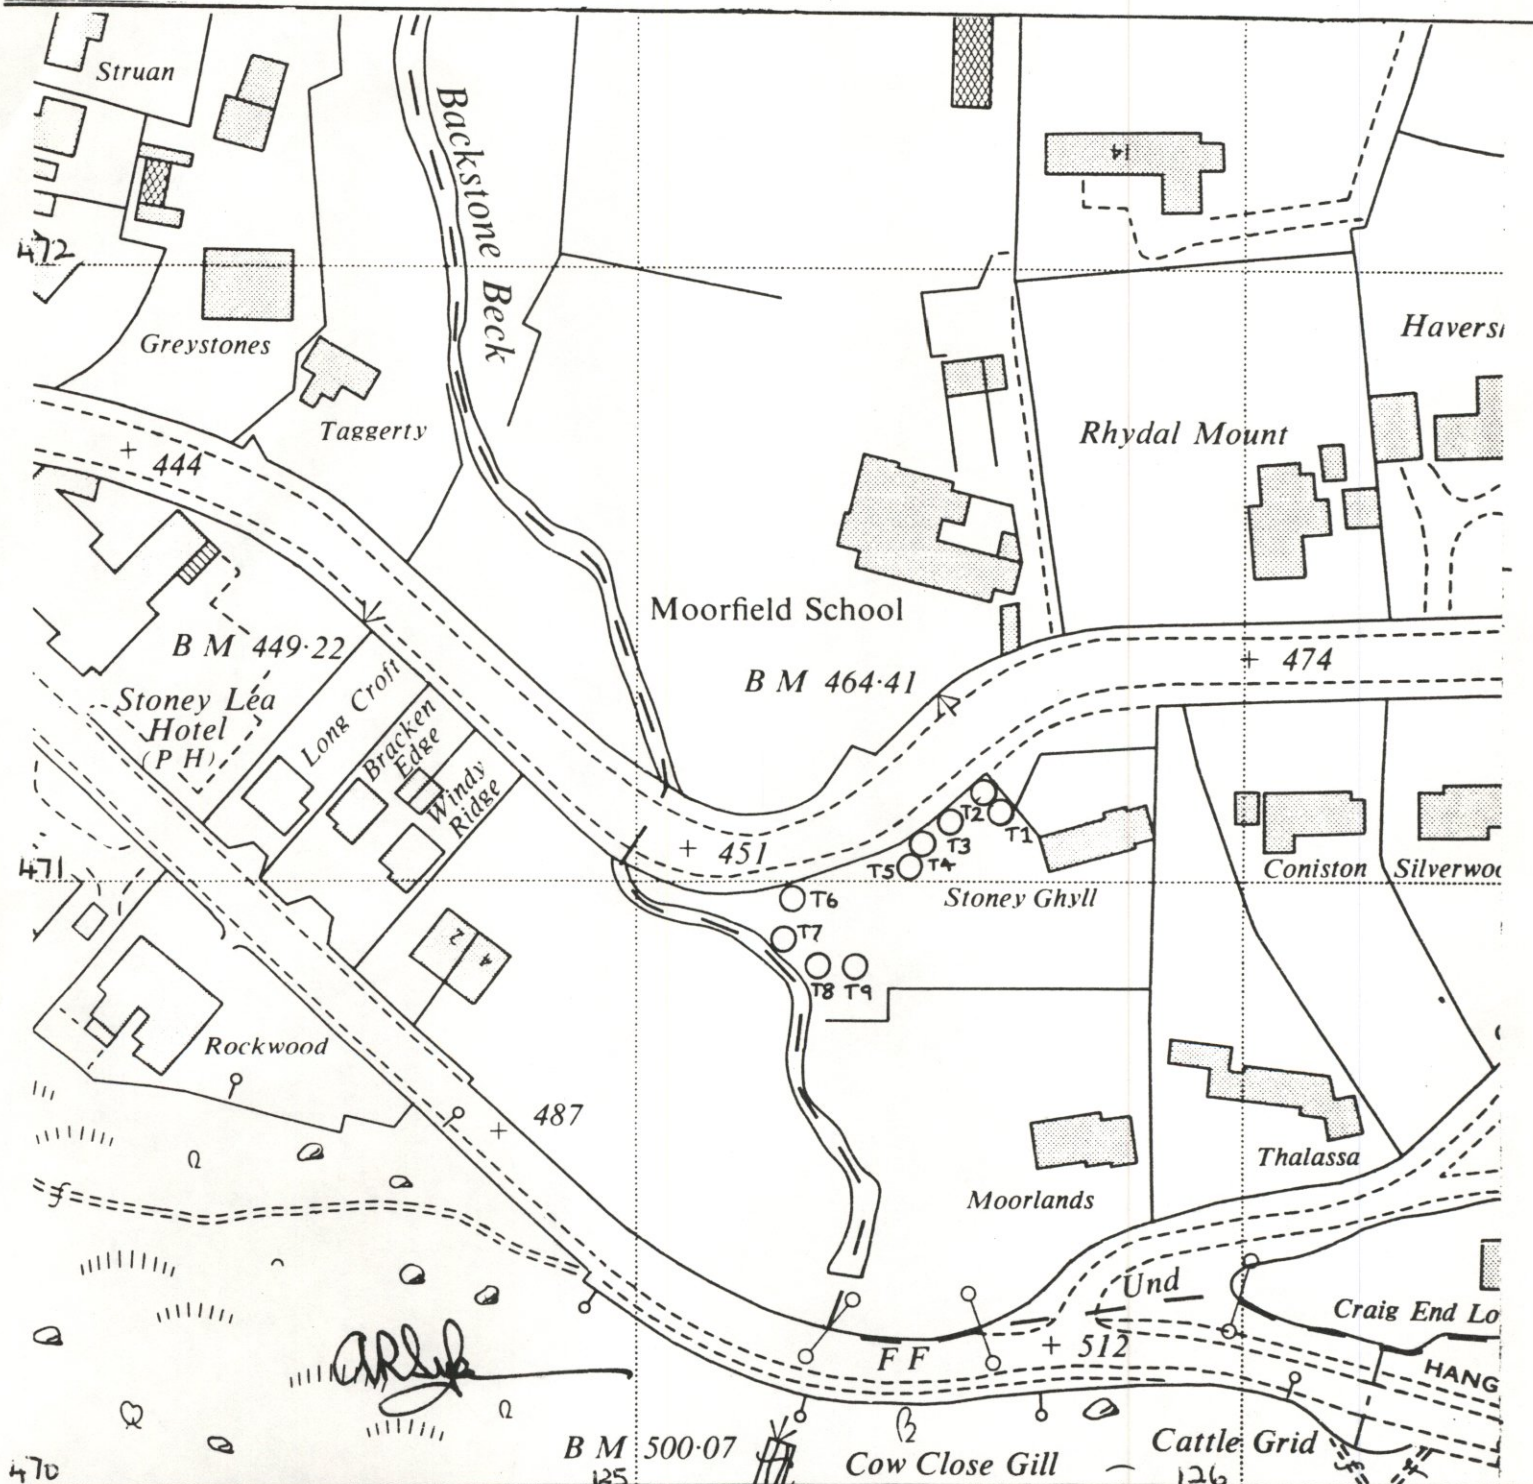 Struan
Backstone Beck
14
472
Greystones
Taggerty
Rhydal Mount
+ 444
Moorfield School
B M 449·22
B M 464·41
+ 474
Stoney Lea
Hotel
(P H)
Long Croft
Bracken
Edge
Windy
Ridge
+ 451
T1
T2
T3
T4
T5
T6
T7
T8
T9
471
Stoney Ghyll
Coniston
2
4
Rockwood
+ 487
Moorlands
Thalassa
Und
Craig End Lo
F F
+ 512
HANG
470
B M 500·07
125
Cow Close Gill
Cattle Grid
126